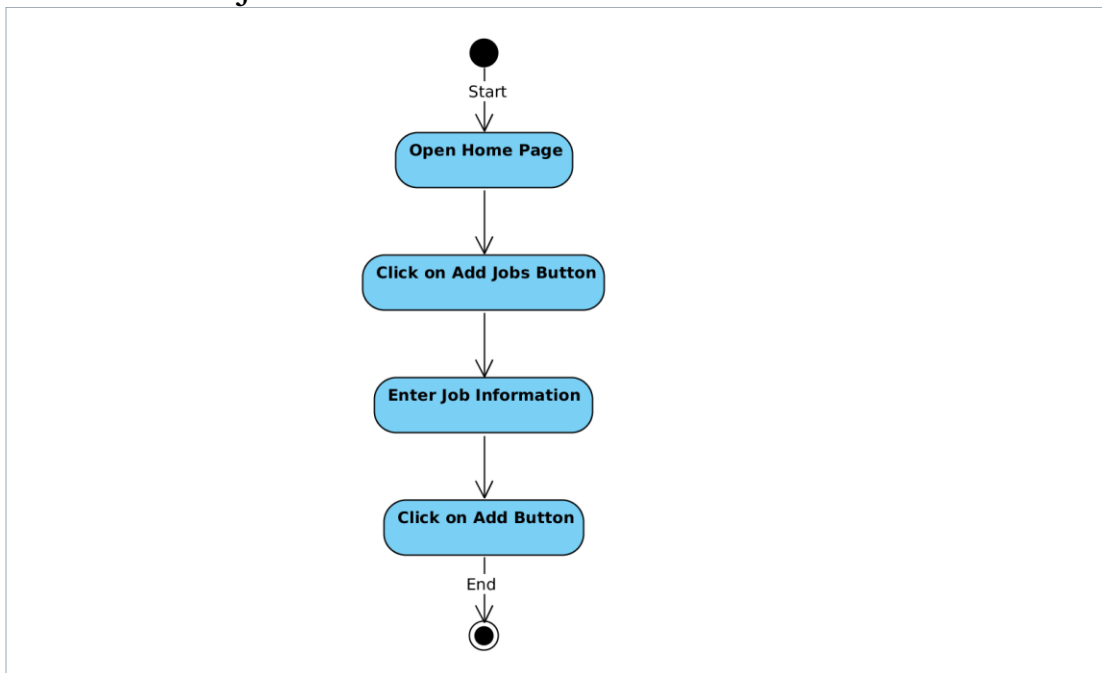 Start
Open Home Page
Click on Add Jobs Button
Enter Job Information
Click on Add Button
End